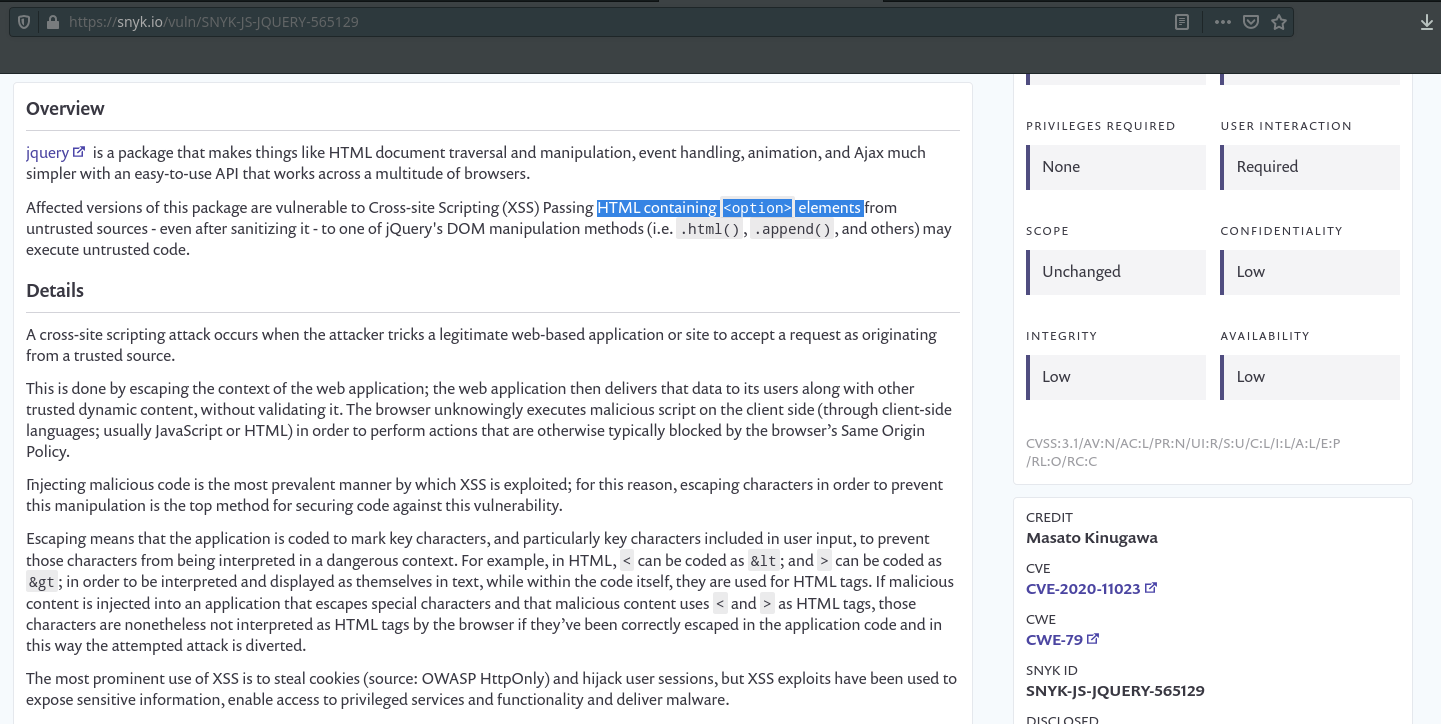 https://snyk.io/vuln/SNYK-JS-JQUERY-565129
Overview
jquery is a package that makes things like HTML document traversal and manipulation, event handling, animation, and Ajax much
simpler with an easy-to-use API that works across a multitude of browsers.
Affected versions of this package are vulnerable to Cross-site Scripting (XSS) Passing HTML containing <option> elements from
untrusted sources - even after sanitizing it - to one of jQuery's DOM manipulation methods (i.e. .html(), .append(), and others) may
execute untrusted code.
Details
A cross-site scripting attack occurs when the attacker tricks a legitimate web-based application or site to accept a request as originating
from a trusted source.
This is done by escaping the context of the web application; the web application then delivers that data to its users along with other
trusted dynamic content, without validating it. The browser unknowingly executes malicious script on the client side (through client-side
languages; usually JavaScript or HTML) in order to perform actions that are otherwise typically blocked by the browser’s Same Origin
Policy.
Injecting malicious code is the most prevalent manner by which XSS is exploited; for this reason, escaping characters in order to prevent
this manipulation is the top method for securing code against this vulnerability.
Escaping means that the application is coded to mark key characters, and particularly key characters included in user input, to prevent
those characters from being interpreted in a dangerous context. For example, in HTML, < can be coded as &lt; and > can be coded as
&gt; in order to be interpreted and displayed as themselves in text, while within the code itself, they are used for HTML tags. If malicious
content is injected into an application that escapes special characters and that malicious content uses < and > as HTML tags, those
characters are nonetheless not interpreted as HTML tags by the browser if they’ve been correctly escaped in the application code and in
this way the attempted attack is diverted.
The most prominent use of XSS is to steal cookies (source: OWASP HttpOnly) and hijack user sessions, but XSS exploits have been used to
expose sensitive information, enable access to privileged services and functionality and deliver malware.
PRIVILEGES REQUIRED
None
USER INTERACTION
Required
SCOPE
Unchanged
CONFIDENTIALITY
Low
INTEGRITY
Low
AVAILABILITY
Low
CVSS:3.1/AV:N/AC:L/PR:N/UI:R/S:U/C:L/I:L/A:L/E:P
/RL:O/RC:C
CREDIT
Masato Kinugawa
CVE
CVE-2020-11023
CWE
CWE-79
SNYK ID
SNYK-JS-JQUERY-565129
DISCLOSED